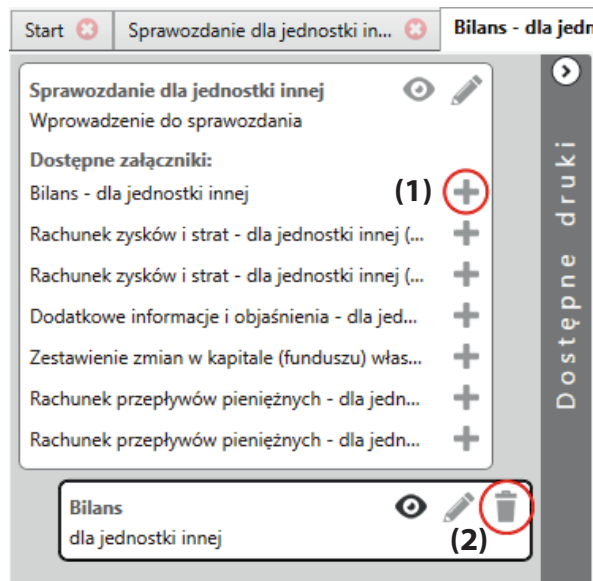 Start
Sprawozdanie dla jednostki in...
Bilans - dla jedn
Sprawozdanie dla jednostki innej
Wprowadzenie do sprawozdania
Dostępne załączniki:
Bilans - dla jednostki innej (1)
Rachunek zysków i strat - dla jednostki innej (...
Rachunek zysków i strat - dla jednostki innej (...
Dodatkowe informacje i objaśnienia - dla jed...
Zestawienie zmian w kapitale (funduszu) włas...
Rachunek przepływów pieniężnych - dla jedn...
Rachunek przepływów pieniężnych - dla jedn...
Bilans
dla jednostki innej
(2)
Dostępne druki